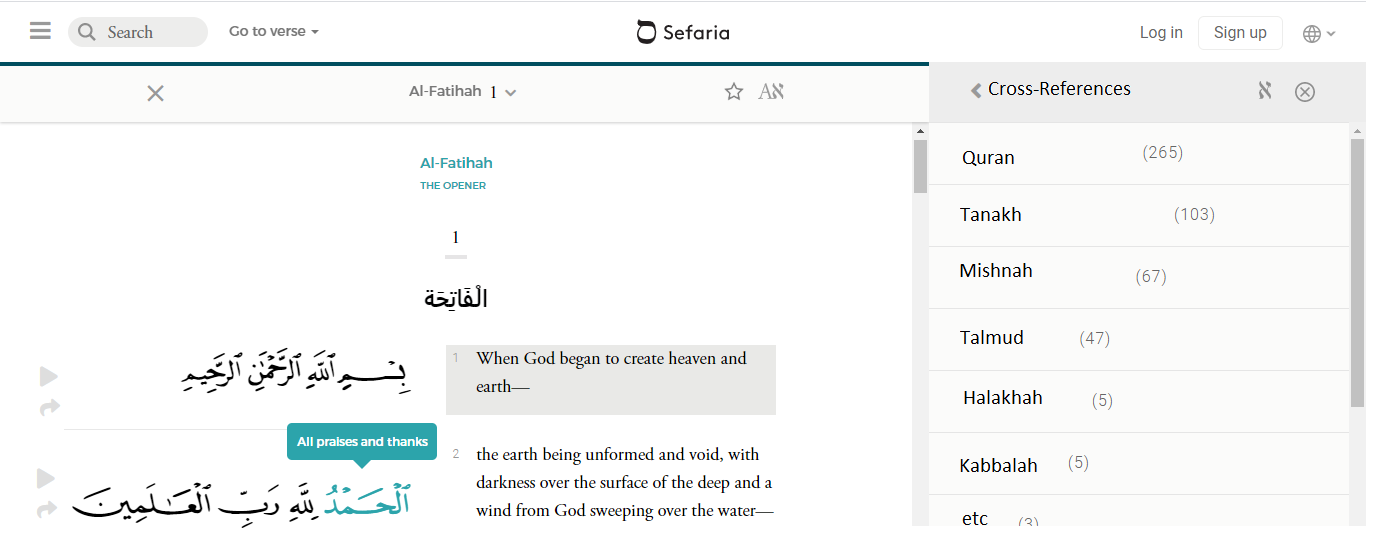 Search
Go to verse
Sefaria
Log in
Sign up
Al-Fatihah 1
Aא
Al-Fatihah
THE OPENER
1
الْفَاتِحَة
بِسْمِ ٱللَّهِ ٱلرَّحْمَٰنِ ٱلرَّحِيمِ
1 When God began to create heaven and
earth—
All praises and thanks
ٱلْحَمْدُ لِلَّهِ رَبِّ ٱلْعَٰلَمِينَ
2 the earth being unformed and void, with
darkness over the surface of the deep and a
wind from God sweeping over the water—
Cross-References
א
Quran (265)
Tanakh (103)
Mishnah (67)
Talmud (47)
Halakhah (5)
Kabbalah (5)
etc (3)